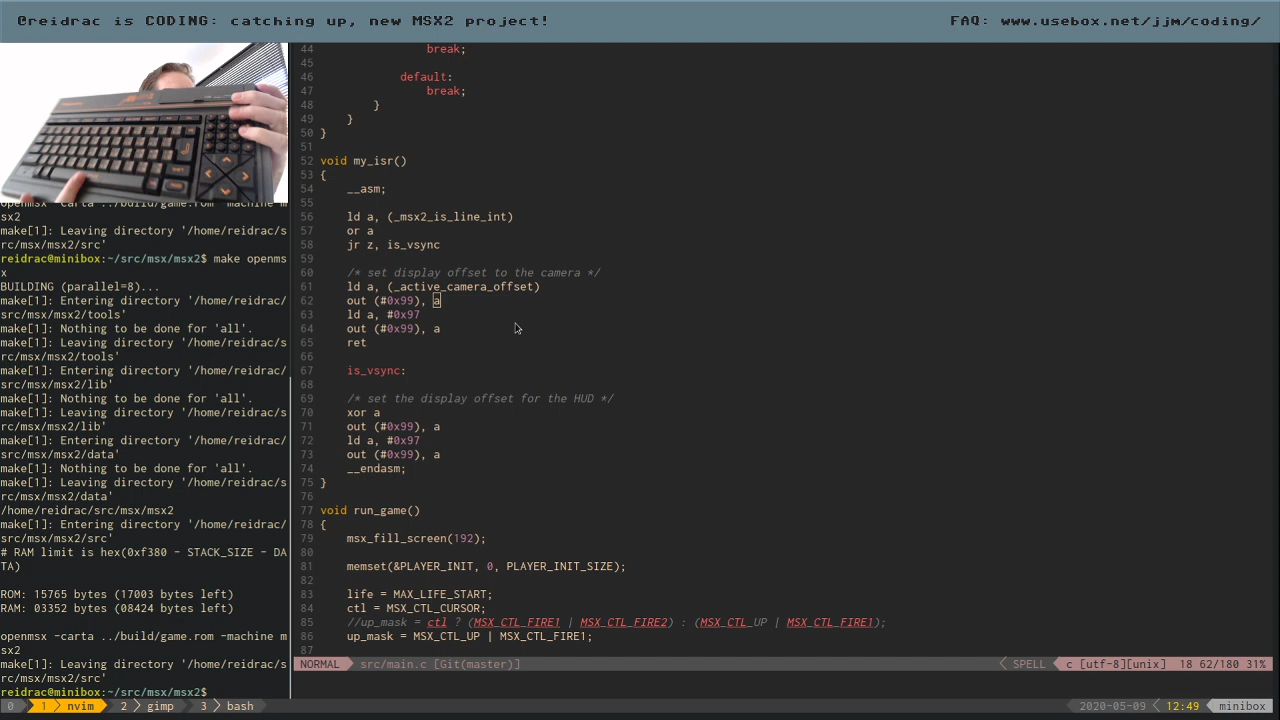 @reidrac is CODING: catching up, new MSX2 project!
FAQ: www.usebox.net/jjm/coding/
openmsx -carta ../build/game.rom -machine m
sx2
make[1]: Leaving directory '/home/reidrac/s
rc/msx/msx2/src'
reidrac@minibox:~/src/msx/msx2$ make openms
x
BUILDING (parallel=8)...
make[1]: Entering directory '/home/reidrac/
src/msx/msx2/tools'
make[1]: Nothing to be done for 'all'.
make[1]: Leaving directory '/home/reidrac/s
rc/msx/msx2/tools'
make[1]: Entering directory '/home/reidrac/
src/msx/msx2/lib'
make[1]: Nothing to be done for 'all'.
make[1]: Leaving directory '/home/reidrac/s
rc/msx/msx2/lib'
make[1]: Entering directory '/home/reidrac/
src/msx/msx2/data'
make[1]: Nothing to be done for 'all'.
make[1]: Leaving directory '/home/reidrac/s
rc/msx/msx2/data'
/home/reidrac/src/msx/msx2
make[1]: Entering directory '/home/reidrac/
src/msx/msx2/src'
# RAM limit is hex(0xf380 - STACK_SIZE - DA
TA)
ROM: 15765 bytes (17003 bytes left)
RAM: 03352 bytes (08424 bytes left)
openmsx -carta ../build/game.rom -machine m
sx2
make[1]: Leaving directory '/home/reidrac/s
rc/msx/msx2/src'
reidrac@minibox:~/src/msx/msx2$
44 break;
45
46 default:
47 break;
48 }
49 }
50 }
51
52 void my_isr()
53 {
54 __asm;
55
56 ld a, (_msx2_is_line_int)
57 or a
58 jr z, is_vsync
59
60 /* set display offset to the camera */
61 ld a, (_active_camera_offset)
62 out (#0x99), a
63 ld a, #0x97
64 out (#0x99), a
65 ret
66
67 is_vsync:
68
69 /* set the display offset for the HUD */
70 xor a
71 out (#0x99), a
72 ld a, #0x97
73 out (#0x99), a
74 __endasm;
75 }
76
77 void run_game()
78 {
79 msx_fill_screen(192);
80
81 memset(&PLAYER_INIT, 0, PLAYER_INIT_SIZE);
82
83 life = MAX_LIFE_START;
84 ctl = MSX_CTL_CURSOR;
85 //up_mask = ctl ? (MSX_CTL_FIRE1 | MSX_CTL_FIRE2) : (MSX_CTL_UP | MSX_CTL_FIRE1);
86 up_mask = MSX_CTL_UP | MSX_CTL_FIRE1;
87
NORMAL src/main.c [Git(master)] SPELL c [utf-8][unix] 18 62/180 31%
0 1 nvim 2 gimp 3 bash 2020-05-09 12:49 minibox